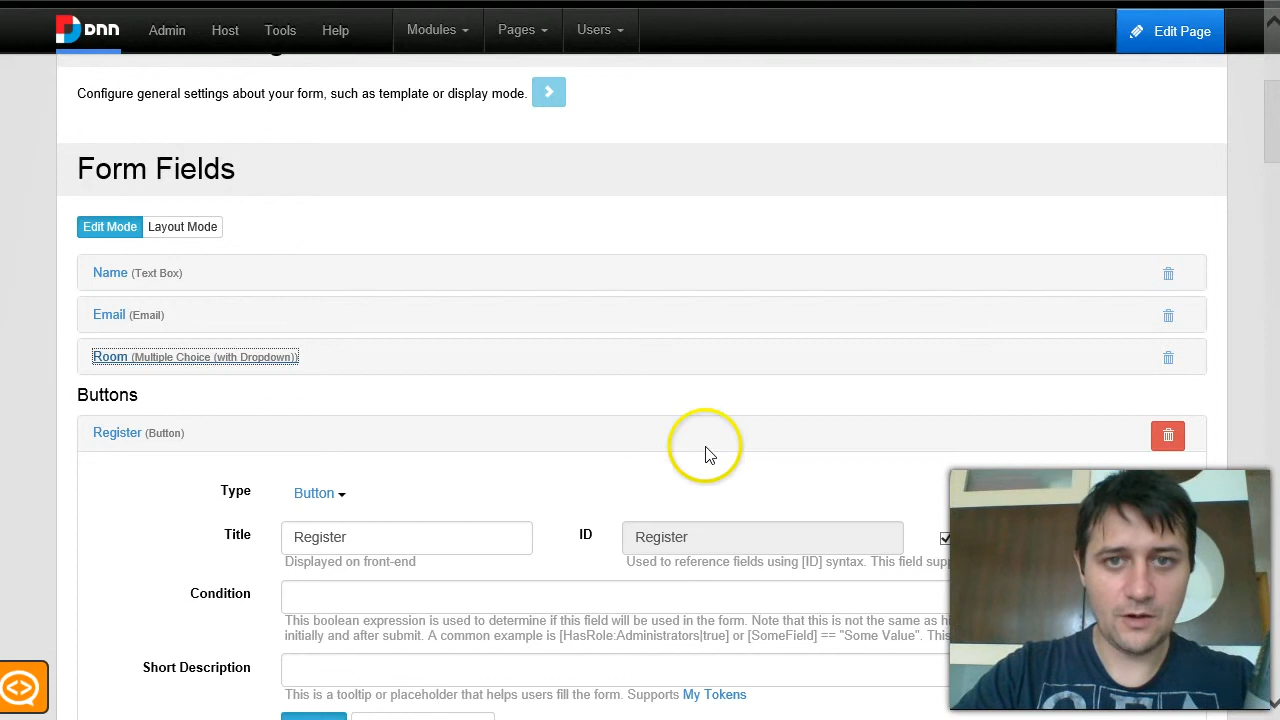 DNN Admin Host Tools Help Modules Pages Users Edit Page
Configure general settings about your form, such as template or display mode.
Form Fields
Edit Mode Layout Mode
Name (Text Box)
Email (Email)
Room (Multiple Choice (with Dropdown))
Buttons
Register (Button)
Type Button
Title Register ID Register
Displayed on front-end Used to reference fields using [ID] syntax. This field
Condition
This boolean expression is used to determine if this field will be used in the form. Note that this is not the same as
initially and after submit. A common example is [HasRole:Administrators|true] or [SomeField] == "Some Value".
Short Description
This is a tooltip or placeholder that helps users fill the form. Supports My Tokens